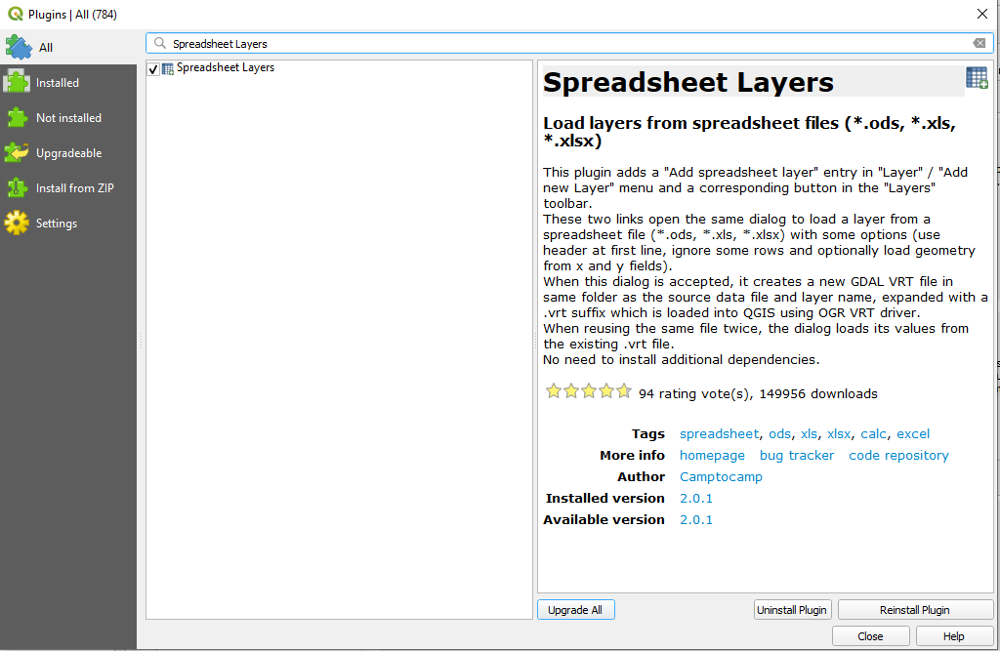 Plugins | All (784)
All
Installed
Not installed
Upgradeable
Install from ZIP
Settings
Spreadsheet Layers
Spreadsheet Layers
Spreadsheet Layers
Load layers from spreadsheet files (*.ods, *.xls,
*.xlsx)
This plugin adds a "Add spreadsheet layer" entry in "Layer" / "Add
new Layer" menu and a corresponding button in the "Layers"
toolbar.
These two links open the same dialog to load a layer from a
spreadsheet file (*.ods, *.xls, *.xlsx) with some options (use
header at first line, ignore some rows and optionally load geometry
from x and y fields).
When this dialog is accepted, it creates a new GDAL VRT file in
same folder as the source data file and layer name, expanded with a
.vrt suffix which is loaded into QGIS using OGR VRT driver.
When reusing the same file twice, the dialog loads its values from
the existing .vrt file.
No need to install additional dependencies.
94 rating vote(s), 149956 downloads
Tags spreadsheet, ods, xls, xlsx, calc, excel
More info homepage bug tracker code repository
Author Camptocamp
Installed version 2.0.1
Available version 2.0.1
Upgrade All Uninstall Plugin Reinstall Plugin
Close Help